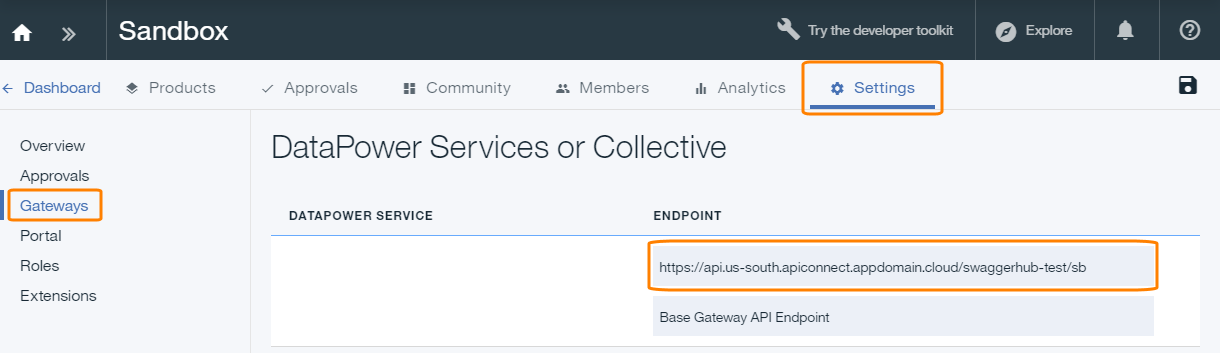 Sandbox
Try the developer toolkit
Explore
Dashboard
Products
Approvals
Community
Members
Analytics
Settings
Overview
Approvals
Gateways
Portal
Roles
Extensions
DataPower Services or Collective
DATAPOWER SERVICE
ENDPOINT
https://api.us-south.apiconnect.appdomain.cloud/swaggerhub-test/sb
Base Gateway API Endpoint